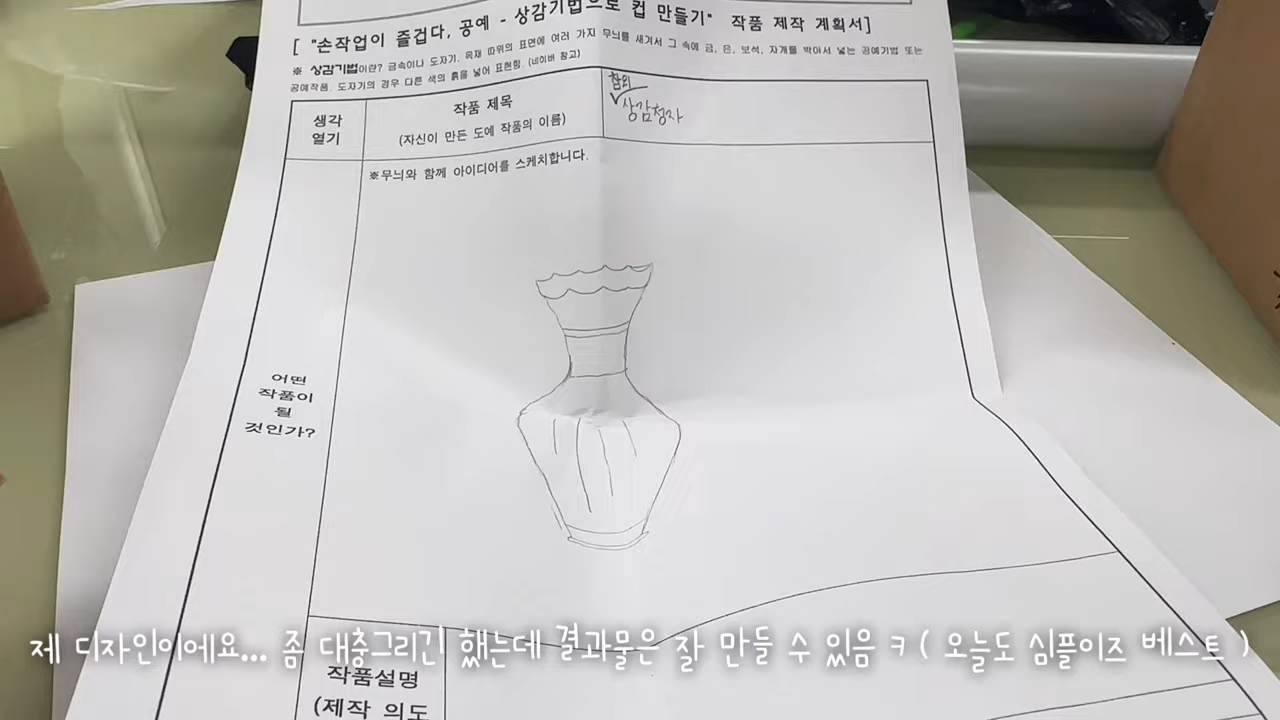 [ "손작업이 즐겁다, 공예 - 상감기법으로 컵 만들기" 작품 제작 계획서]
※ 상감기법이란? 금속이나 도자기, 목재 따위의 표면에 여러 가지 무늬를 새겨서 그 속에 금, 은, 보석, 자개를 박아서 넣는 공예기법 또는
공예작품. 도자기의 경우 다른 색의 흙을 넣어 표현함. (네이버 참고)
생각
열기
작품 제목
(자신이 만든 도예 작품의 이름)
상감청자
※무늬와 함께 아이디어를 스케치합니다.
어떤
작품이
될
것인가?
작품설명
(제작 의도
제 디자인이에요... 좀 대충그리긴 했는데 결과물은 잘 만들 수 있음 ㅋ ( 오늘도 심플이즈 베스트 )